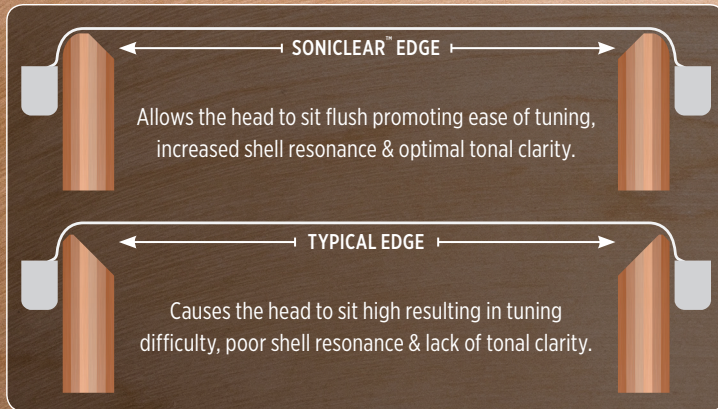 SONICLEAR™ EDGE
Allows the head to sit flush promoting ease of tuning,
increased shell resonance & optimal tonal clarity.
TYPICAL EDGE
Causes the head to sit high resulting in tuning
difficulty, poor shell resonance & lack of tonal clarity.